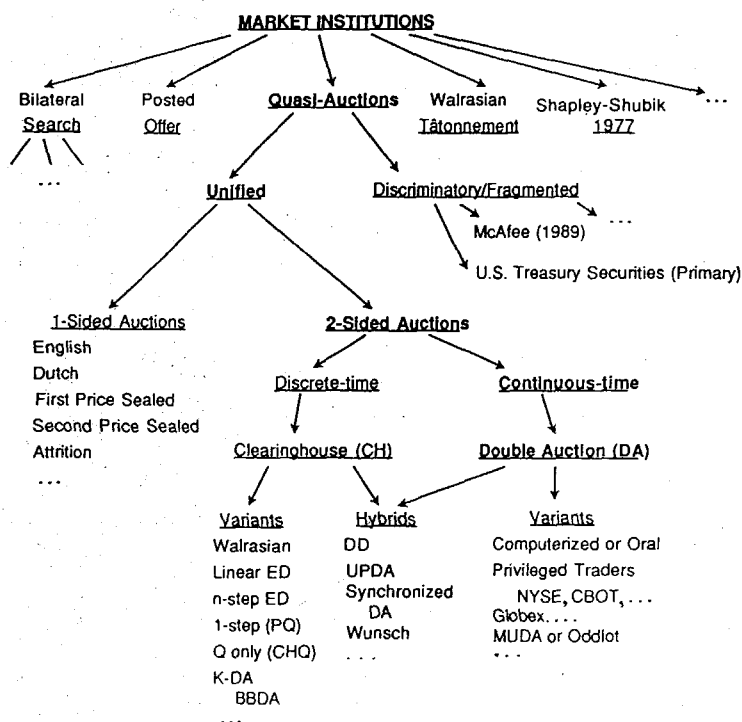 MARKET INSTITUTIONS
Bilateral
Search
...
Posted
Offer
Quasi-Auctions
Walrasian
Tâtonnement
Shapley-Shubik
1977
...
Unified
Discriminatory/Fragmented
...
McAfee (1989)
U.S. Treasury Securities (Primary)
1-Sided Auctions
English
Dutch
First Price Sealed
Second Price Sealed
Attrition
...
2-Sided Auctions
Discrete-time
Continuous-time
Clearinghouse (CH)
Double Auction (DA)
Variants
Walrasian
Linear ED
n-step ED
1-step (PQ)
Q only (CHQ)
K-DA
BBDA
...
Hybrids
DD
UPDA
Synchronized
DA
Wunsch
...
Variants
Computerized or Oral
Privileged Traders
NYSE, CBOT, ...
Globex....
MUDA or Oddlot
...